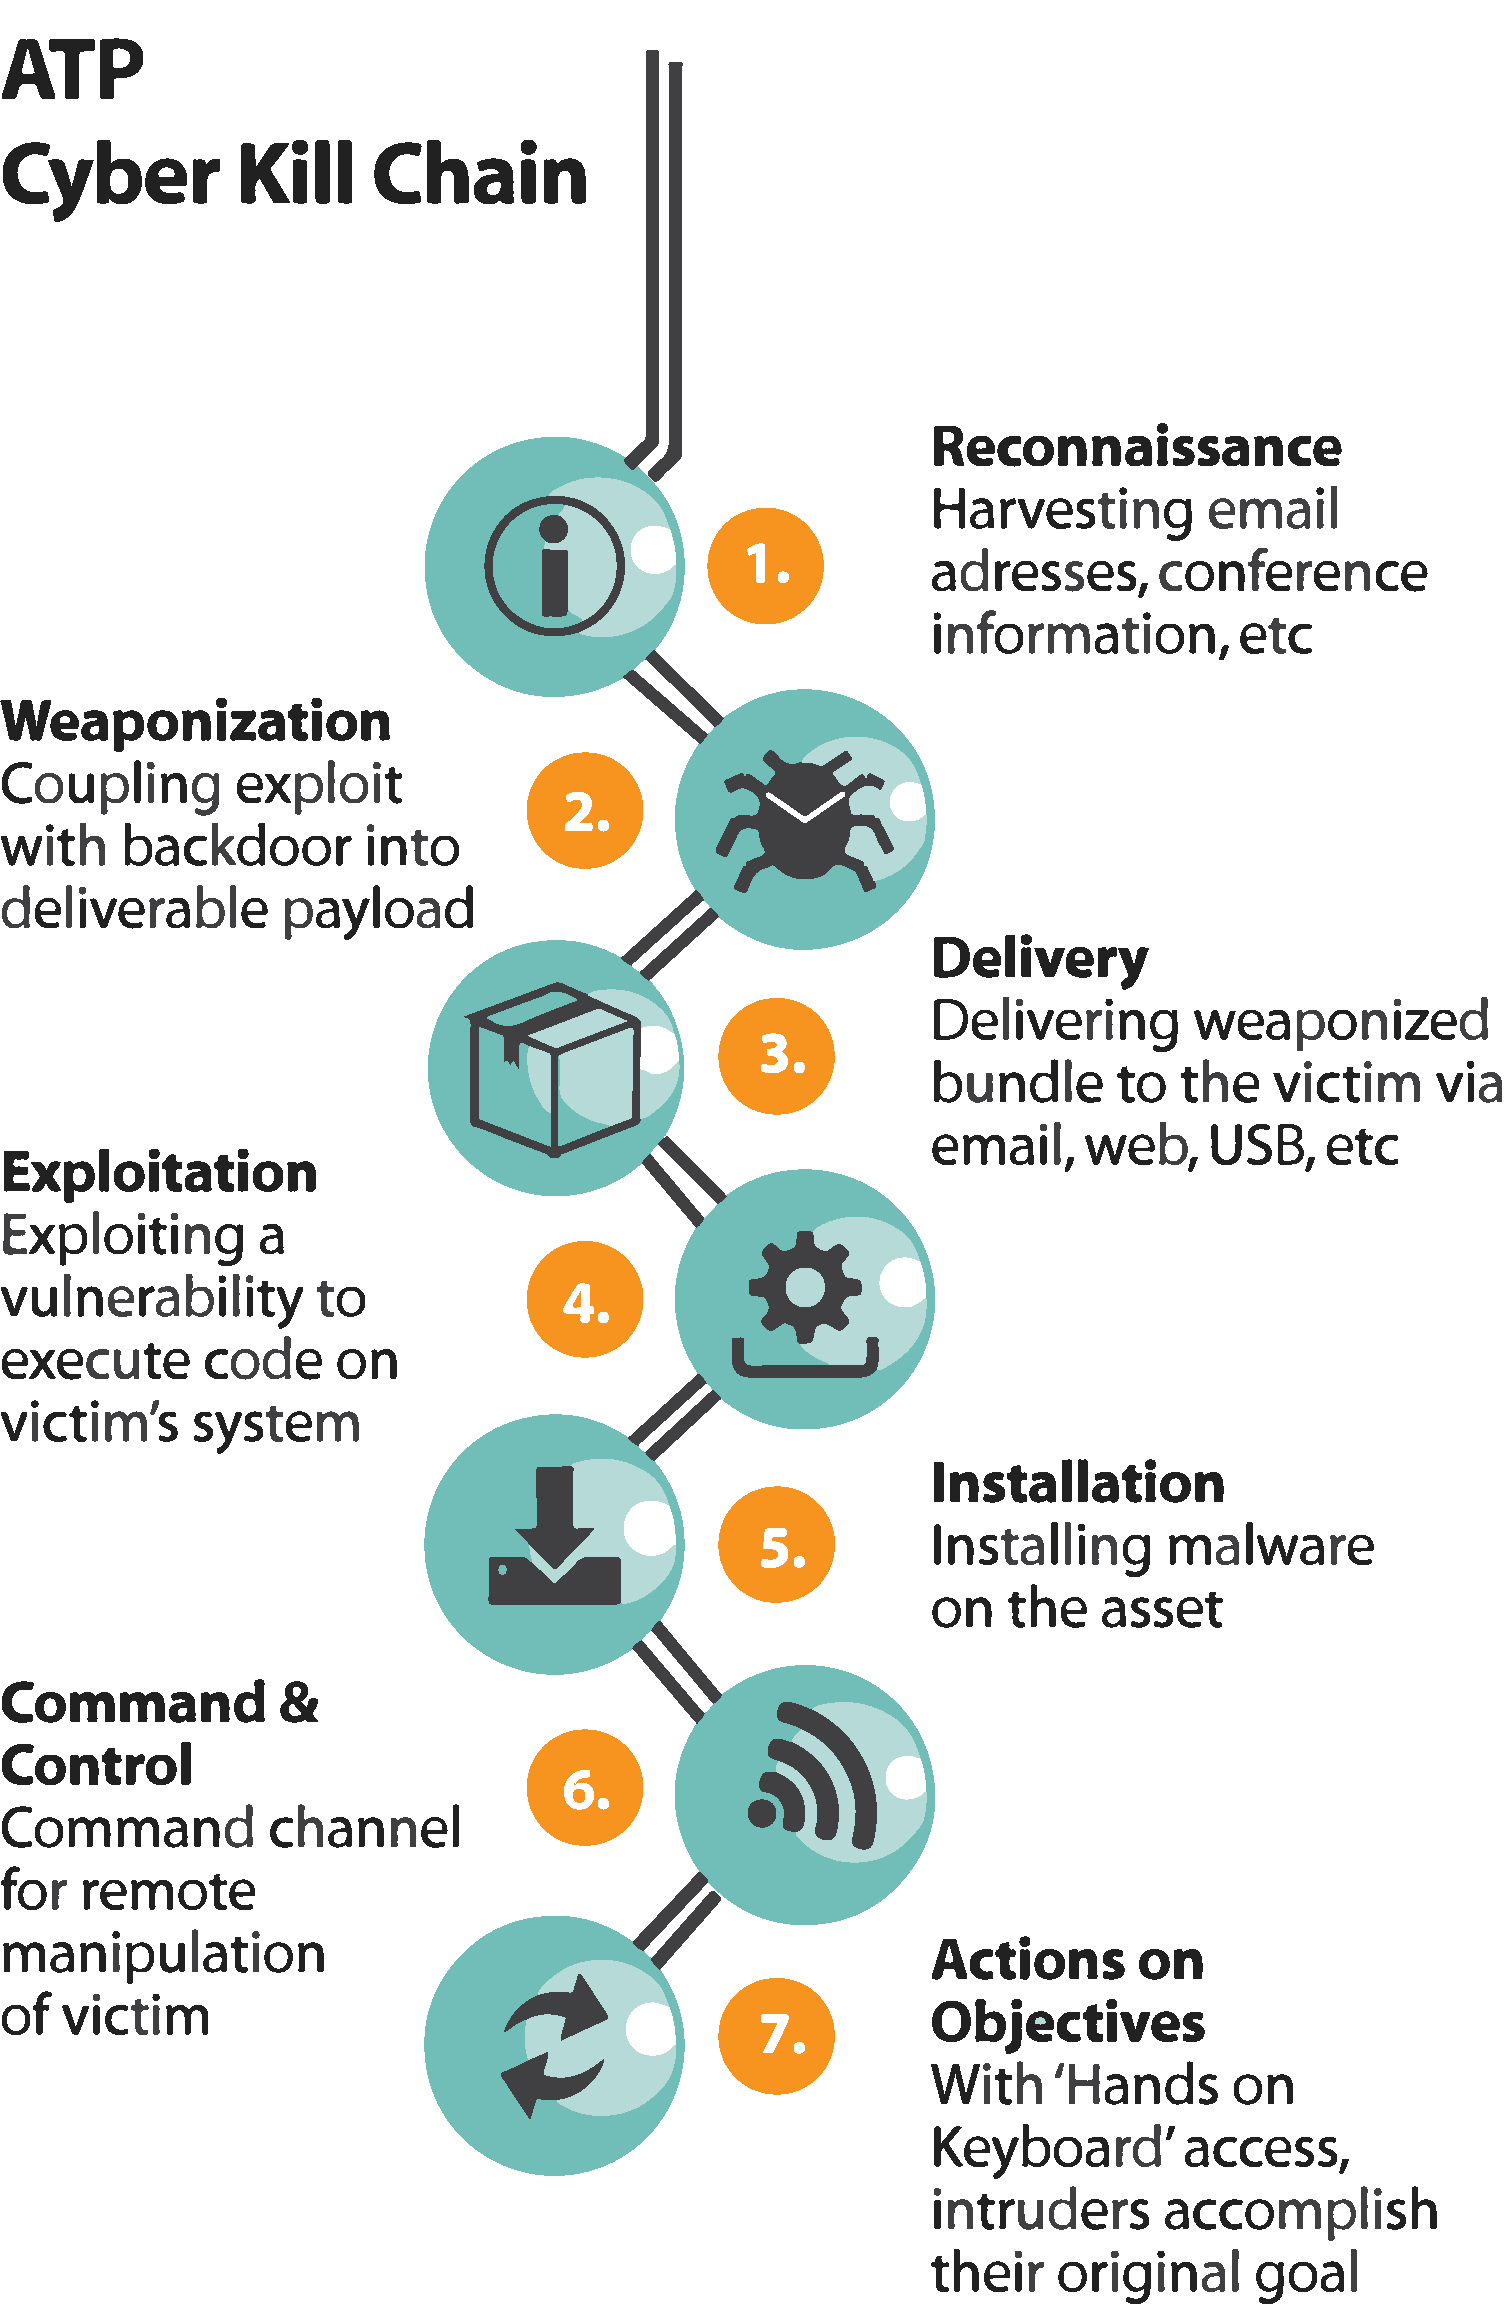 ATP
Cyber Kill Chain
1.
Reconnaissance
Harvesting email
adresses, conference
information, etc
Weaponization
Coupling exploit
with backdoor into
deliverable payload
2.
3.
Delivery
Delivering weaponized
bundle to the victim via
email, web, USB, etc
Exploitation
Exploiting a
vulnerability to
execute code on
victim's system
4.
5.
Installation
Installing malware
on the asset
Command &
Control
Command channel
for remote
manipulation
of victim
6.
7.
Actions on
Objectives
With 'Hands on
Keyboard' access,
intruders accomplish
their original goal